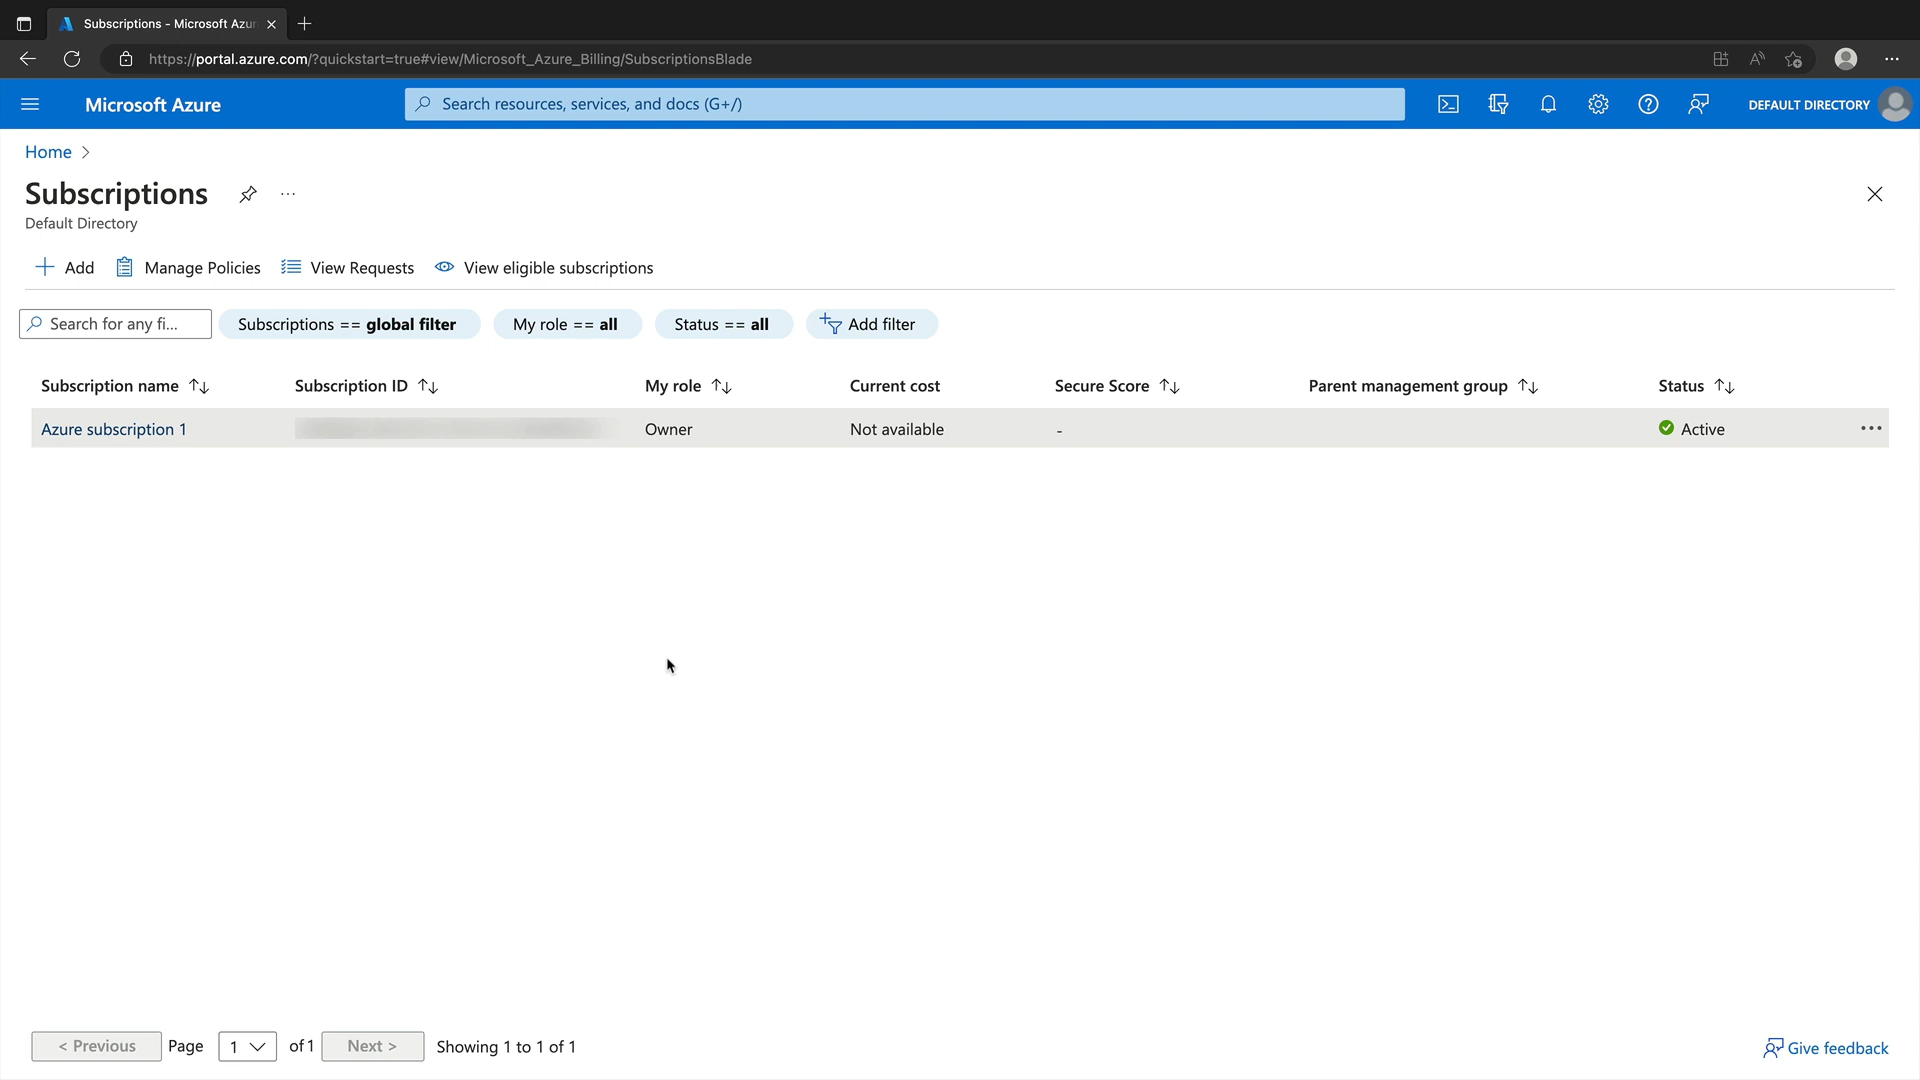 Subscriptions - Microsoft Azur
https://portal.azure.com/?quickstart=true#view/Microsoft_Azure_Billing/SubscriptionsBlade
Microsoft Azure
Search resources, services, and docs (G+/)
DEFAULT DIRECTORY
Home >
Subscriptions ...
Default Directory
+ Add Manage Policies View Requests View eligible subscriptions
Search for any fi... Subscriptions == global filter My role == all Status == all Add filter
Subscription name Subscription ID My role Current cost Secure Score Parent management group Status
Azure subscription 1 Owner Not available - Active ...
< Previous Page 1 of 1 Next > Showing 1 to 1 of 1
Give feedback